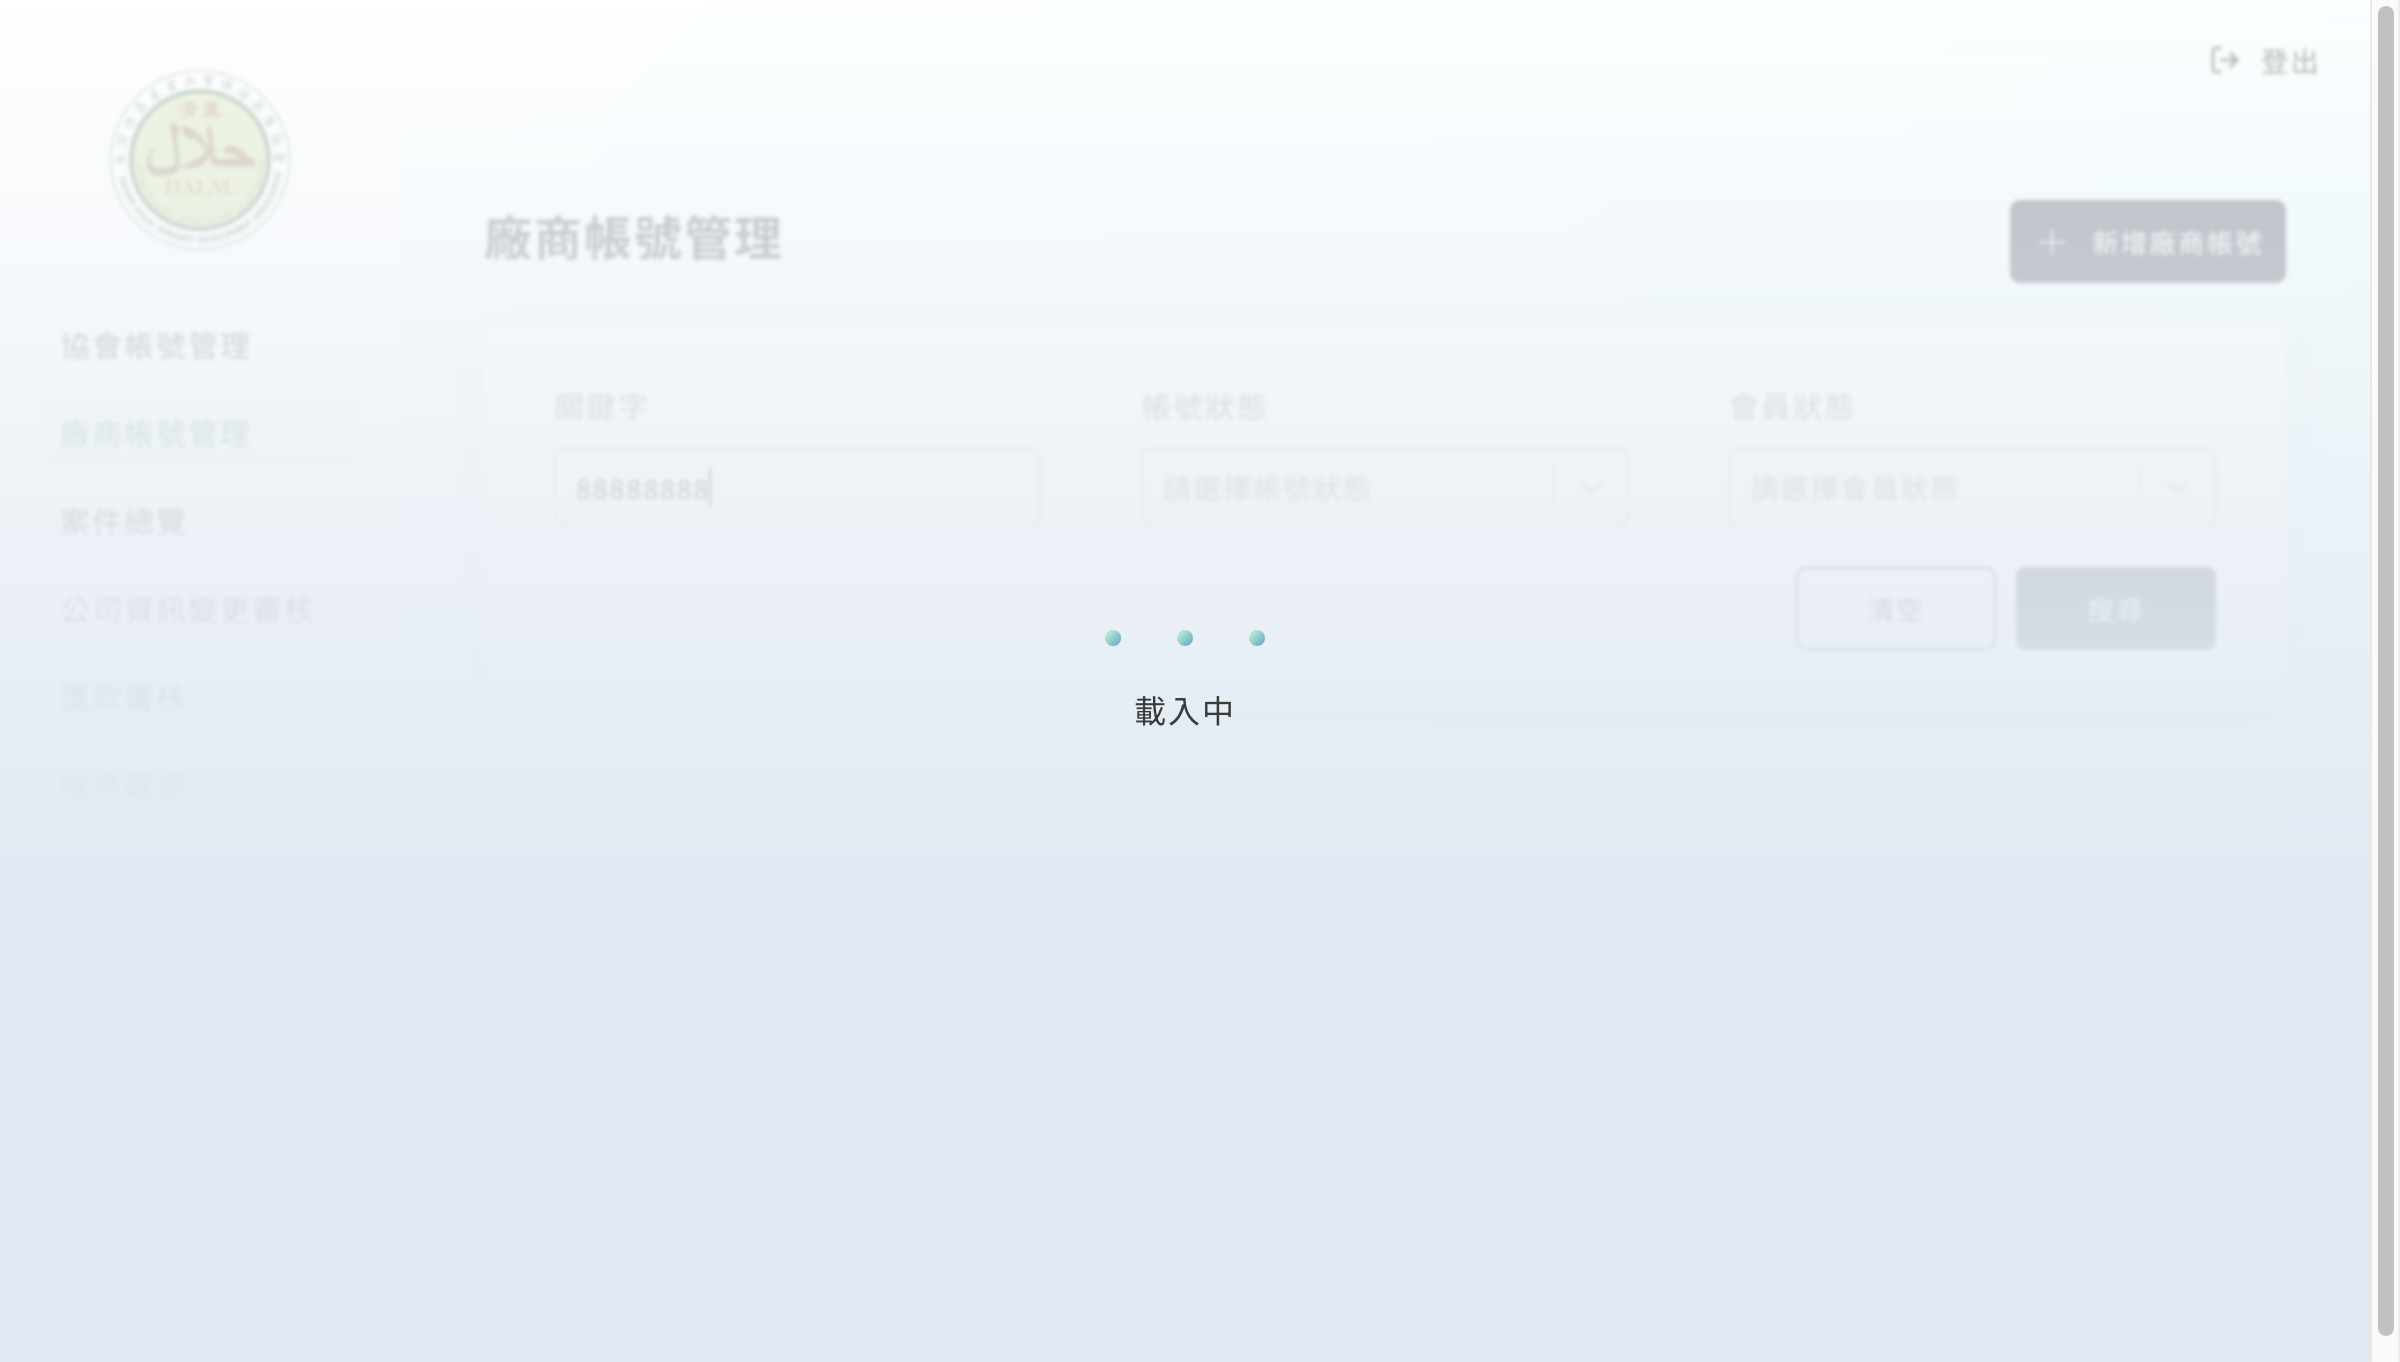 登出
清真
حلال
HALAL
廠商帳號管理
新增廠商帳號
協會帳號管理
廠商帳號管理
案件總覽
公司資訊變更審核
匯款審核
收件確認
關鍵字
帳號狀態
會員狀態
88888888
請選擇帳號狀態
請選擇會員狀態
清空
搜尋
載入中